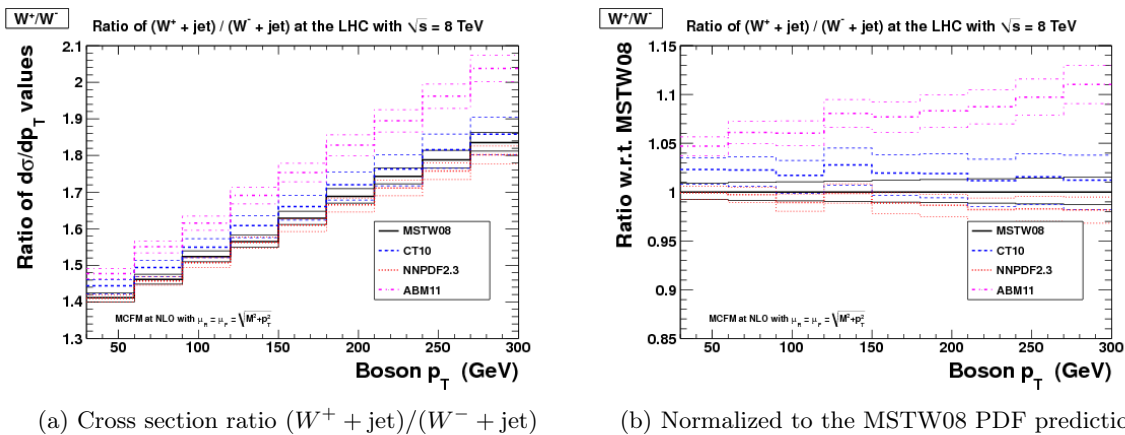 W⁺/W⁻
Ratio of (W⁺ + jet) / (W⁻ + jet) at the LHC with √s = 8 TeV
Ratio of dσ/dp_T values
2.1
2
1.9
1.8
1.7
1.6
1.5
1.4
1.3
MSTW08
CT10
NNPDF2.3
ABM11
MCFM at NLO with μ_R = μ_F = √M²+p_T²
50 100 150 200 250 300
Boson p_T (GeV)
(a) Cross section ratio (W⁺ + jet)/(W⁻ + jet)
W⁺/W⁻
Ratio of (W⁺ + jet) / (W⁻ + jet) at the LHC with √s = 8 TeV
Ratio w.r.t. MSTW08
1.15
1.1
1.05
1
0.95
0.9
0.85
MSTW08
CT10
NNPDF2.3
ABM11
MCFM at NLO with μ_R = μ_F = √M²+p_T²
50 100 150 200 250 300
Boson p_T (GeV)
(b) Normalized to the MSTW08 PDF predictio